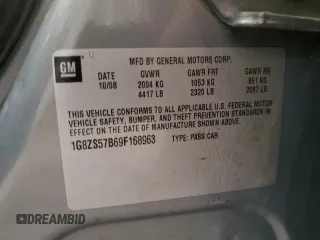 GM
MFD BY GENERAL MOTORS CORP.
DATE GVWR GAWR FRT GAWR RR
10/08 2004 KG 1053 KG 951 KG
4417 LB 2320 LB 2097 LB
THIS VEHICLE CONFORMS TO ALL APPLICABLE U.S. FEDERAL MOTOR
VEHICLE SAFETY, BUMPER, AND THEFT PREVENTION STANDARDS IN
EFFECT ON THE DATE OF MANUFACTURE SHOWN ABOVE.
1G8ZS57B69F168963 TYPE: PASS CAR
DREAMBID